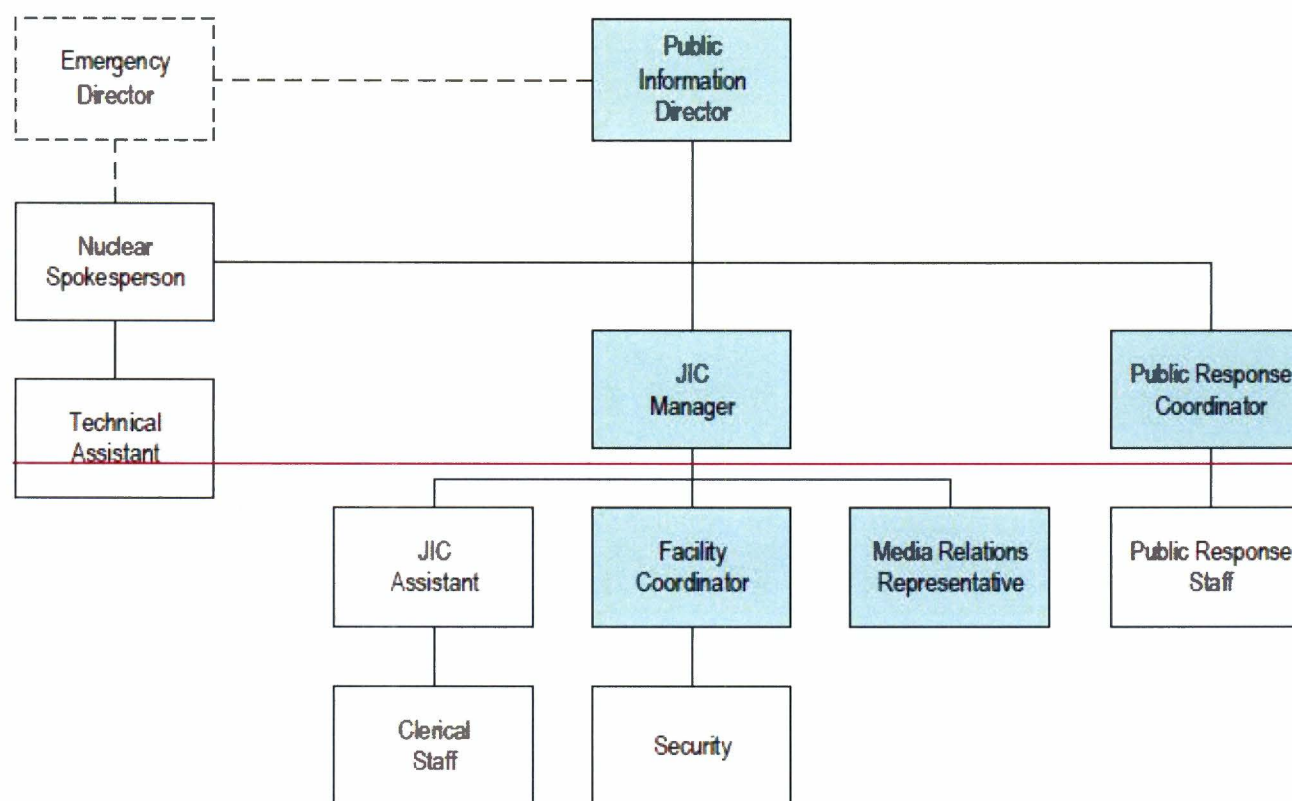 Emergency
Director
Public
Information
Director
Nuclear
Spokesperson
JIC
Manager
Public Response
Coordinator
Technical
Assistant
JIC
Assistant
Facility
Coordinator
Media Relations
Representative
Public Response
Staff
Clerical
Staff
Security